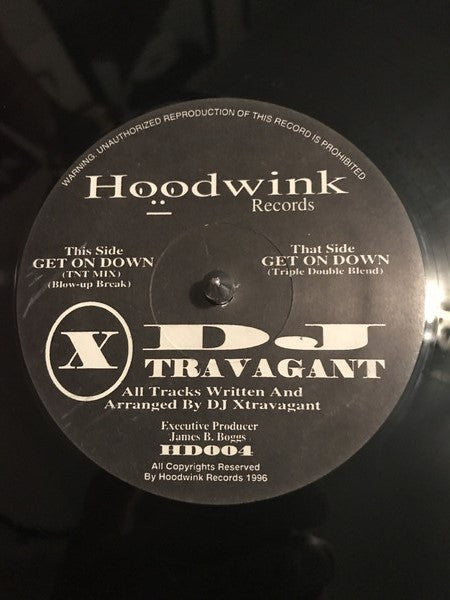 WARNING: UNAUTHORIZED REPRODUCTION OF THIS RECORD IS PROHIBITED
Hoodwink
Records
This Side
GET ON DOWN
(TNT MIX)
(Blow-up Break)
That Side
GET ON DOWN
(Triple Double Blend)
X DJ
TRAVAGANT
All Tracks Written And
Arranged By DJ Xtravagant
Executive Producer
James B. Boggs
HD004
All Copyrights Reserved
By Hoodwink Records 1996